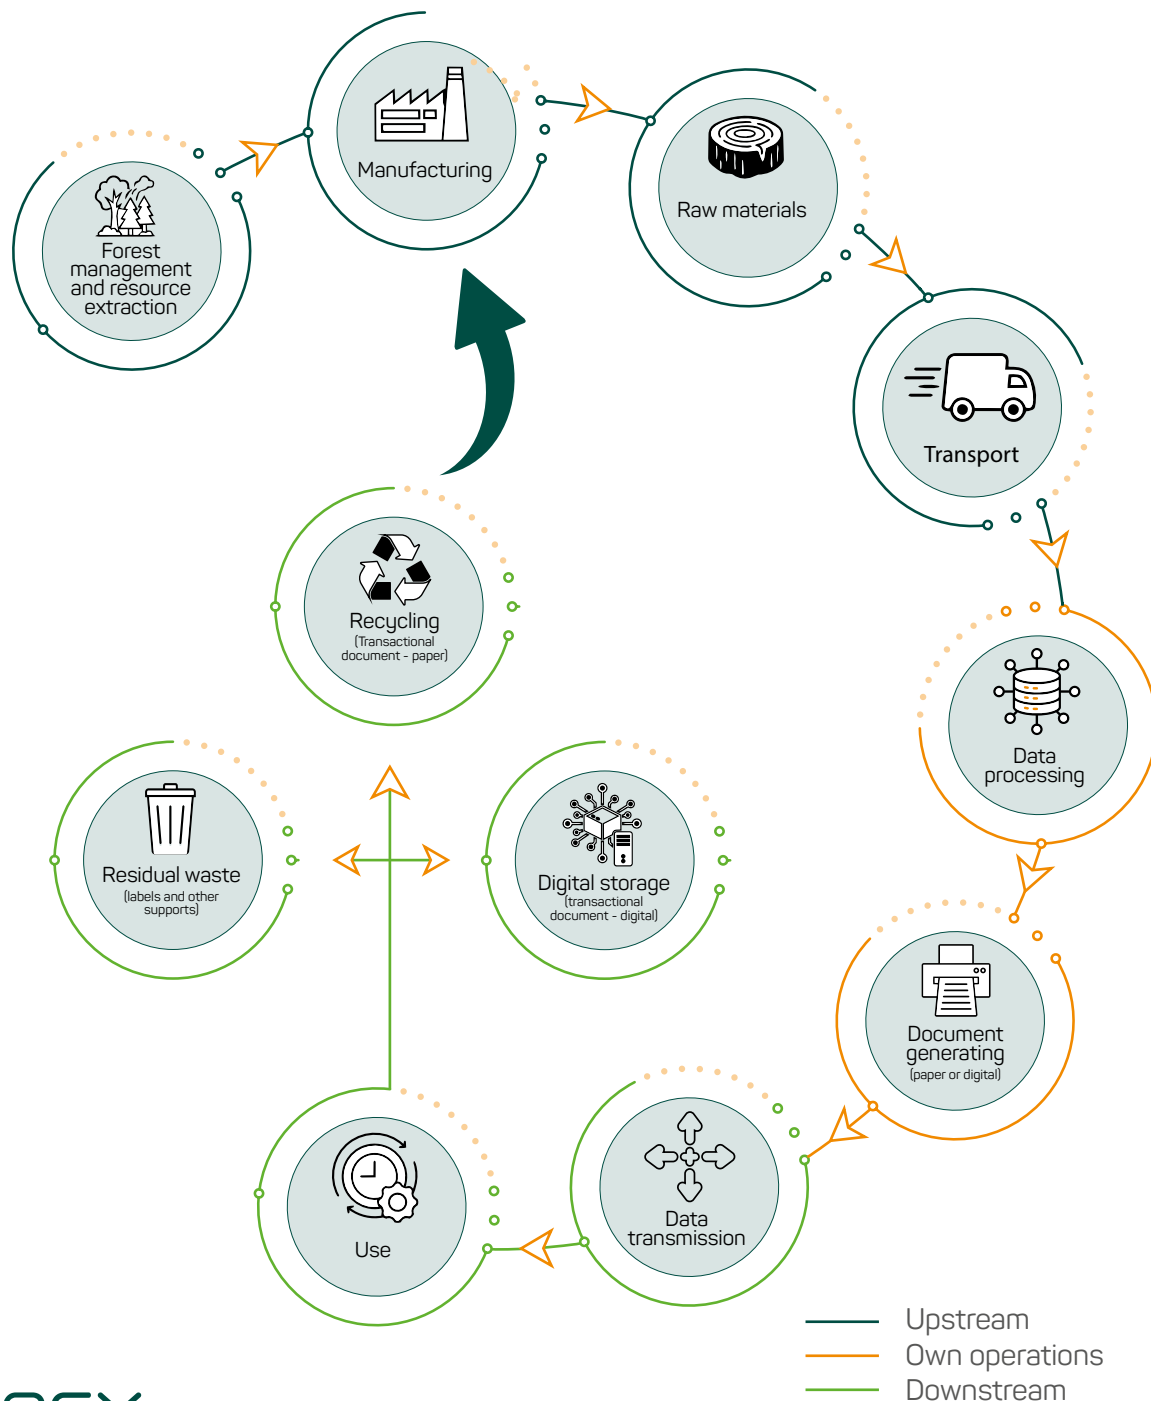 Manufacturing
Raw materials
Forest
management
and resource
extraction
Transport
Recycling
(Transactional
document - paper)
Data
processing
Residual waste
(labels and other
supports)
Digital storage
(transactional
document - digital)
Document
generating
(paper or digital)
Data
transmission
Use
Upstream
Own operations
Downstream